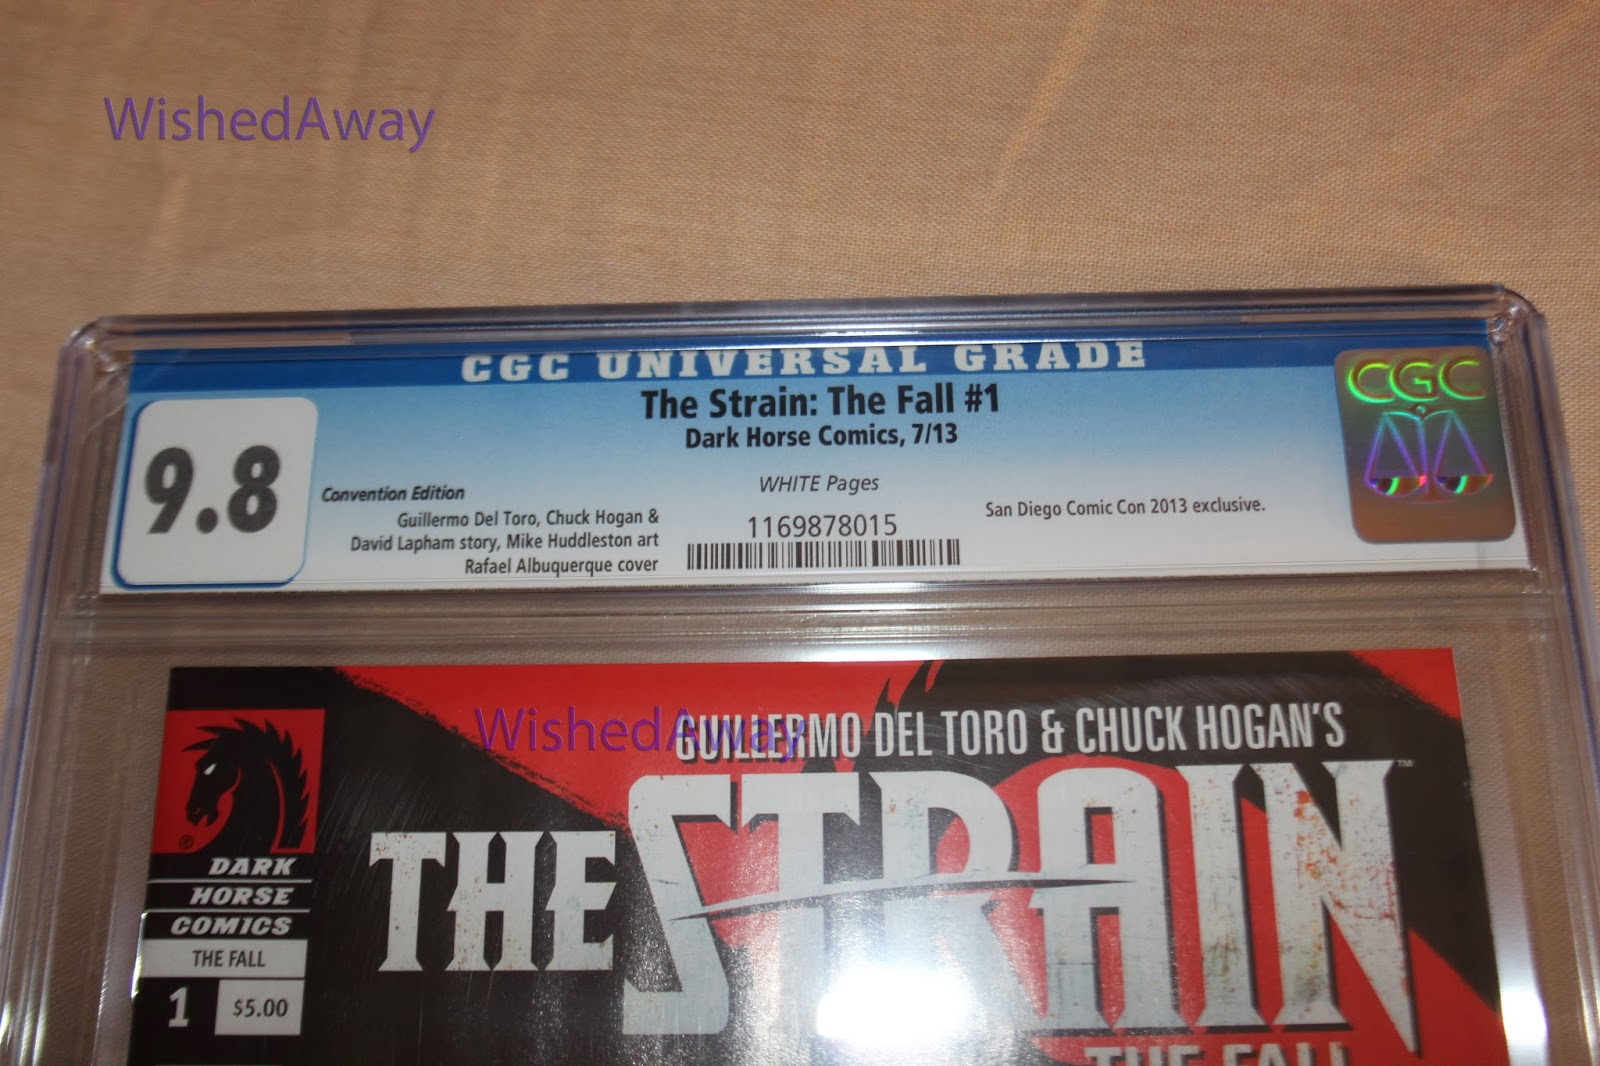 WishedAway
CGC UNIVERSAL GRADE
The Strain: The Fall #1
Dark Horse Comics, 7/13
9.8
Convention Edition
Guillermo Del Toro, Chuck Hogan &
David Lapham story, Mike Huddleston art
Rafael Albuquerque cover
WHITE Pages
1169878015
San Diego Comic Con 2013 exclusive.
CGC
WishedAway
GUILLERMO DEL TORO & CHUCK HOGAN'S
THE STRAIN™
THE FALL
®
DARK
HORSE
COMICS
THE FALL
1 $5.00